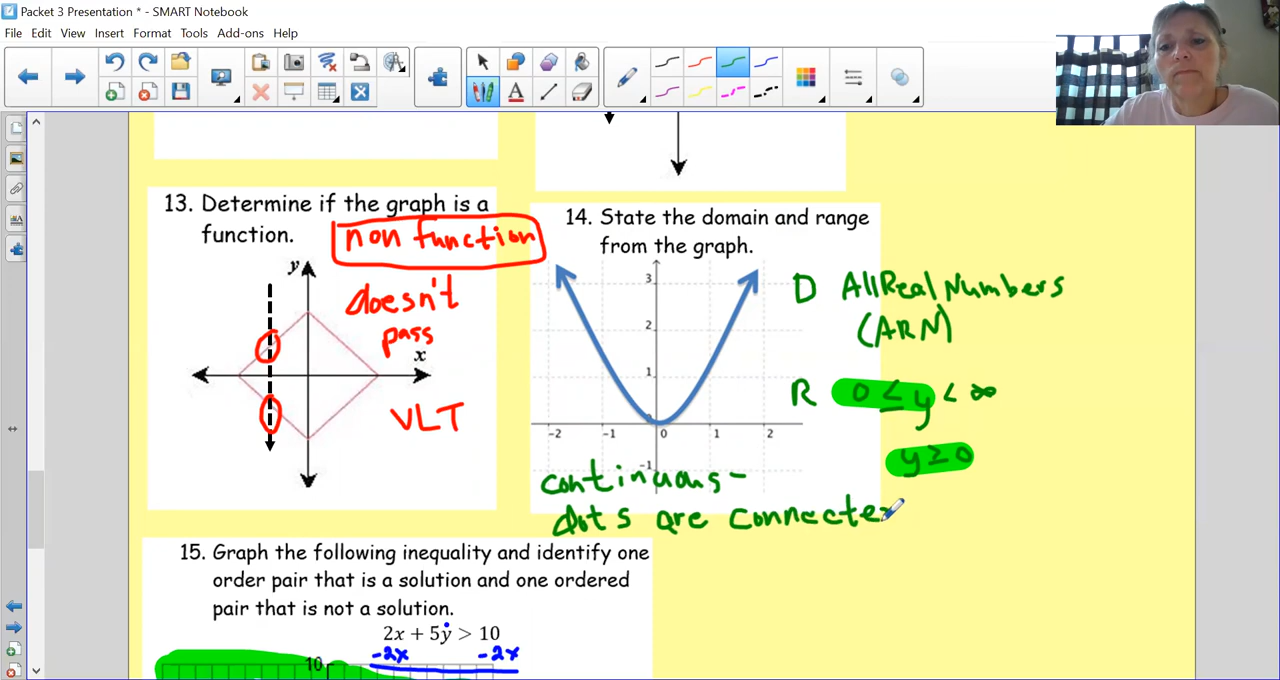 Packet 3 Presentation * - SMART Notebook
File Edit View Insert Format Tools Add-ons Help
13. Determine if the graph is a
function.
non function
y
doesn't
pass
x
VLT
14. State the domain and range
from the graph.
3
2
1
0
-2 -1 0 1 2
-1
D All Real Numbers
(ARN)
R 0 ≤ y < ∞
y ≥ 0
continuous -
dots are connected
15. Graph the following inequality and identify one
order pair that is a solution and one ordered
pair that is not a solution.
2x + 5y > 10
-2x -2x
10